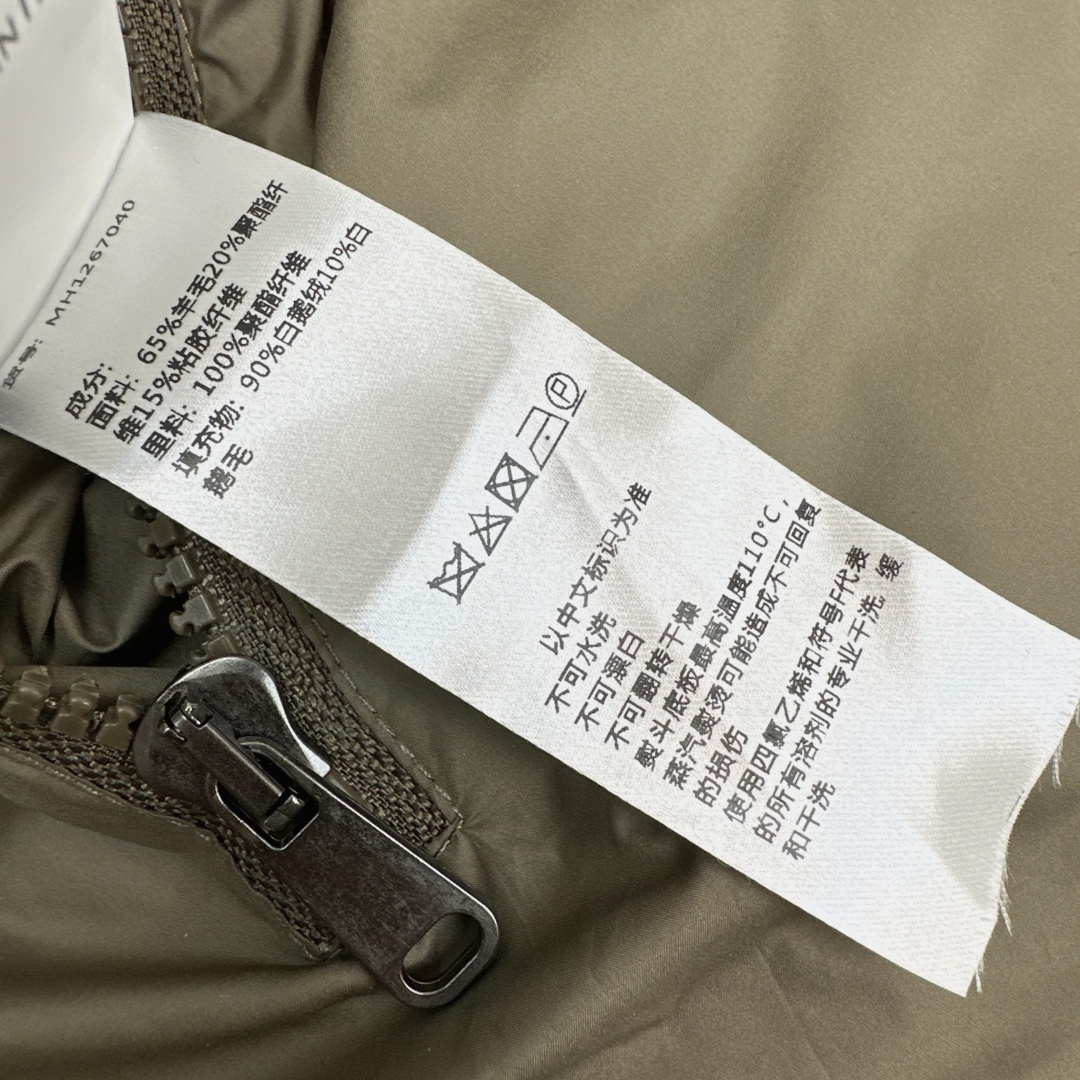 款号: MH1267040
成分:
面料: 65%羊毛20%聚酯纤
维15%粘胶纤维
里料: 100%聚酯纤维
填充物: 90%白鹅绒10%白
鹅毛
P
以中文标识为准
不可水洗
不可漂白
不可翻转干燥
熨斗底板最高温度110°C,
蒸汽熨烫可能造成不可回复
的损伤
使用四氯乙烯和符号F代表
的所有溶剂的专业干洗 缓
和干洗